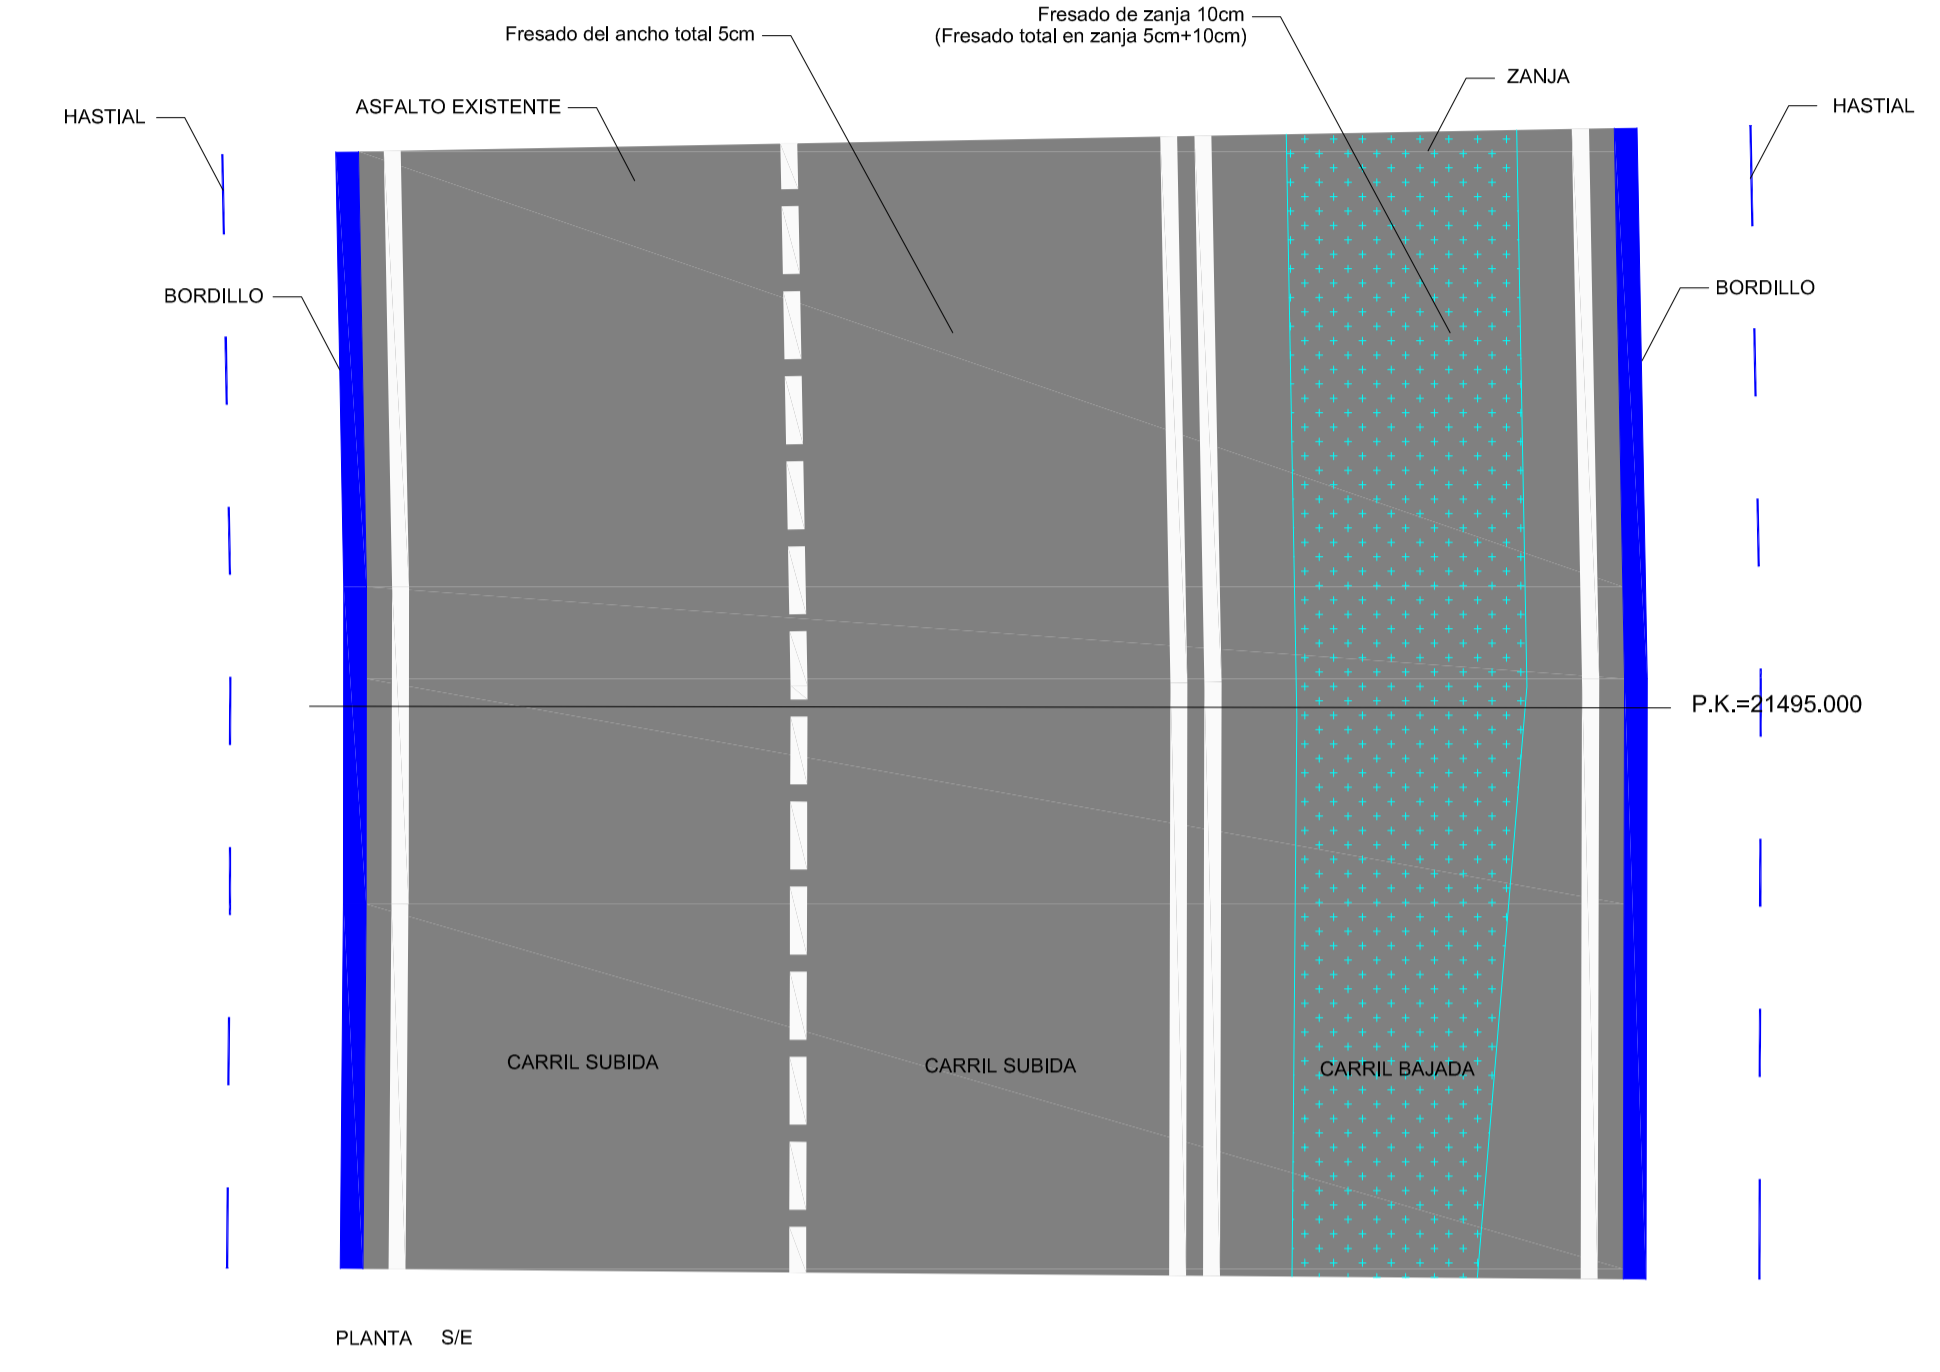 Fresado de zanja 10cm
Fresado del ancho total 5cm
(Fresado total en zanja 5cm+10cm)
ZANJA
ASFALTO EXISTENTE
HASTIAL
HASTIAL
BORDILLO
BORDILLO
P.K.=21495.000
CARRIL SUBIDA
CARRIL SUBIDA
CARRIL BAJADA
PLANTA S/E